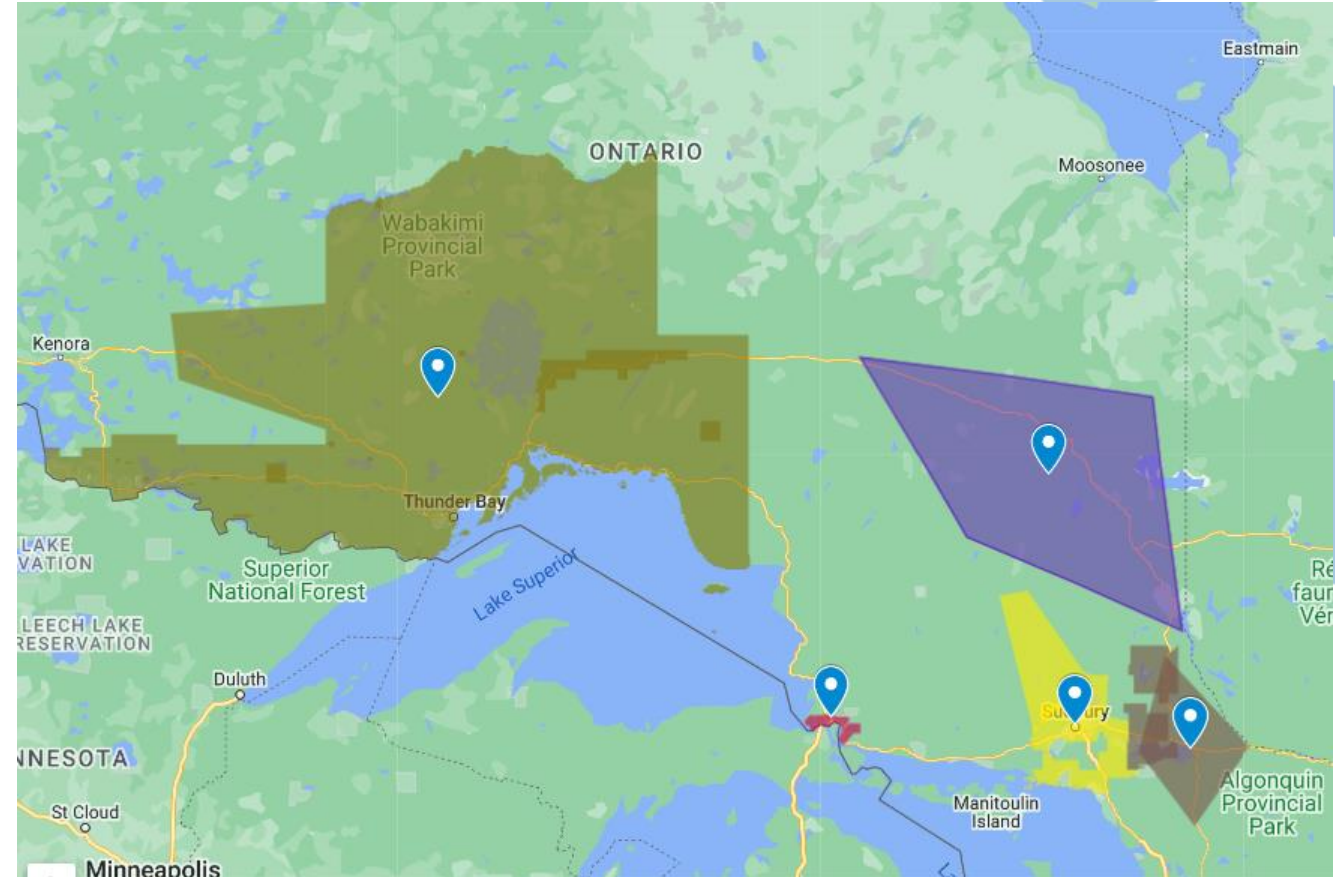 Eastmain
ONTARIO
Moosonee
Wabakimi
Provincial
Park
Kenora
Thunder Bay
LAKE
VATION
Superior
National Forest
Lake Superior
Ré
faun
Vér
LEECH LAKE
RESERVATION
Duluth
Sudbury
NNESOTA
Algonquin
Provincial
Park
Manitoulin
Island
St Cloud
Minneapolis